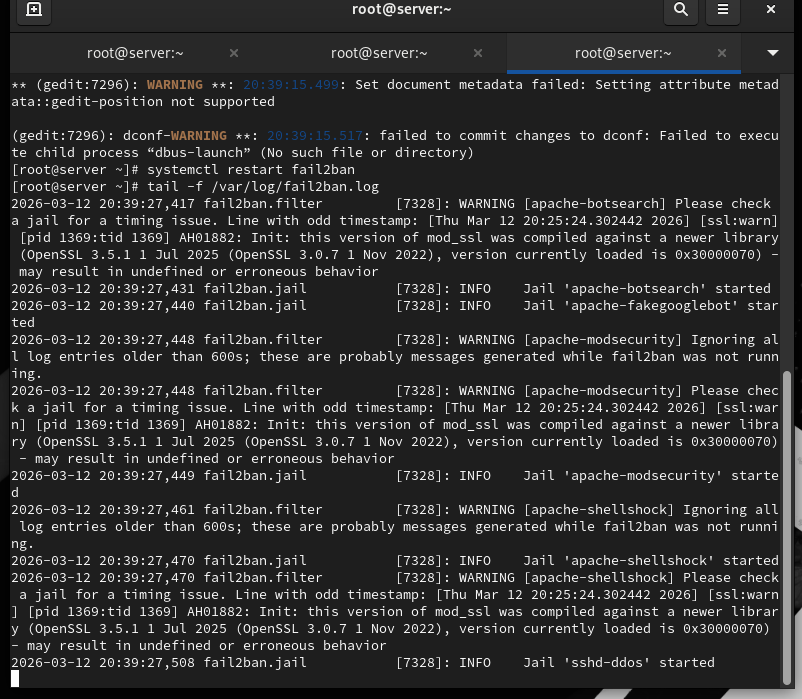 root@server:~
root@server:~
root@server:~
root@server:~
** (gedit:7296): WARNING **: 20:39:15.499: Set document metadata failed: Setting attribute metad
ata::gedit-position not supported
(gedit:7296): dconf-WARNING **: 20:39:15.517: failed to commit changes to dconf: Failed to execu
te child process “dbus-launch” (No such file or directory)
[root@server ~]# systemctl restart fail2ban
[root@server ~]# tail -f /var/log/fail2ban.log
2026-03-12 20:39:27,417 fail2ban.filter         [7328]: WARNING [apache-botsearch] Please check
a jail for a timing issue. Line with odd timestamp: [Thu Mar 12 20:25:24.302442 2026] [ssl:warn]
 [pid 1369:tid 1369] AH01882: Init: this version of mod_ssl was compiled against a newer library
 (OpenSSL 3.5.1 1 Jul 2025 (OpenSSL 3.0.7 1 Nov 2022), version currently loaded is 0x30000070) -
 may result in undefined or erroneous behavior
2026-03-12 20:39:27,431 fail2ban.jail           [7328]: INFO    Jail 'apache-botsearch' started
2026-03-12 20:39:27,440 fail2ban.jail           [7328]: INFO    Jail 'apache-fakegooglebot' star
ted
2026-03-12 20:39:27,448 fail2ban.filter         [7328]: WARNING [apache-modsecurity] Ignoring al
l log entries older than 600s; these are probably messages generated while fail2ban was not runn
ing.
2026-03-12 20:39:27,448 fail2ban.filter         [7328]: WARNING [apache-modsecurity] Please chec
k a jail for a timing issue. Line with odd timestamp: [Thu Mar 12 20:25:24.302442 2026] [ssl:war
n] [pid 1369:tid 1369] AH01882: Init: this version of mod_ssl was compiled against a newer libra
ry (OpenSSL 3.5.1 1 Jul 2025 (OpenSSL 3.0.7 1 Nov 2022), version currently loaded is 0x30000070)
 - may result in undefined or erroneous behavior
2026-03-12 20:39:27,449 fail2ban.jail           [7328]: INFO    Jail 'apache-modsecurity' starte
d
2026-03-12 20:39:27,461 fail2ban.filter         [7328]: WARNING [apache-shellshock] Ignoring all
 log entries older than 600s; these are probably messages generated while fail2ban was not runni
ng.
2026-03-12 20:39:27,470 fail2ban.jail           [7328]: INFO    Jail 'apache-shellshock' started
2026-03-12 20:39:27,470 fail2ban.filter         [7328]: WARNING [apache-shellshock] Please check
 a jail for a timing issue. Line with odd timestamp: [Thu Mar 12 20:25:24.302442 2026] [ssl:warn
] [pid 1369:tid 1369] AH01882: Init: this version of mod_ssl was compiled against a newer librar
y (OpenSSL 3.5.1 1 Jul 2025 (OpenSSL 3.0.7 1 Nov 2022), version currently loaded is 0x30000070)
- may result in undefined or erroneous behavior
2026-03-12 20:39:27,508 fail2ban.jail           [7328]: INFO    Jail 'sshd-ddos' started